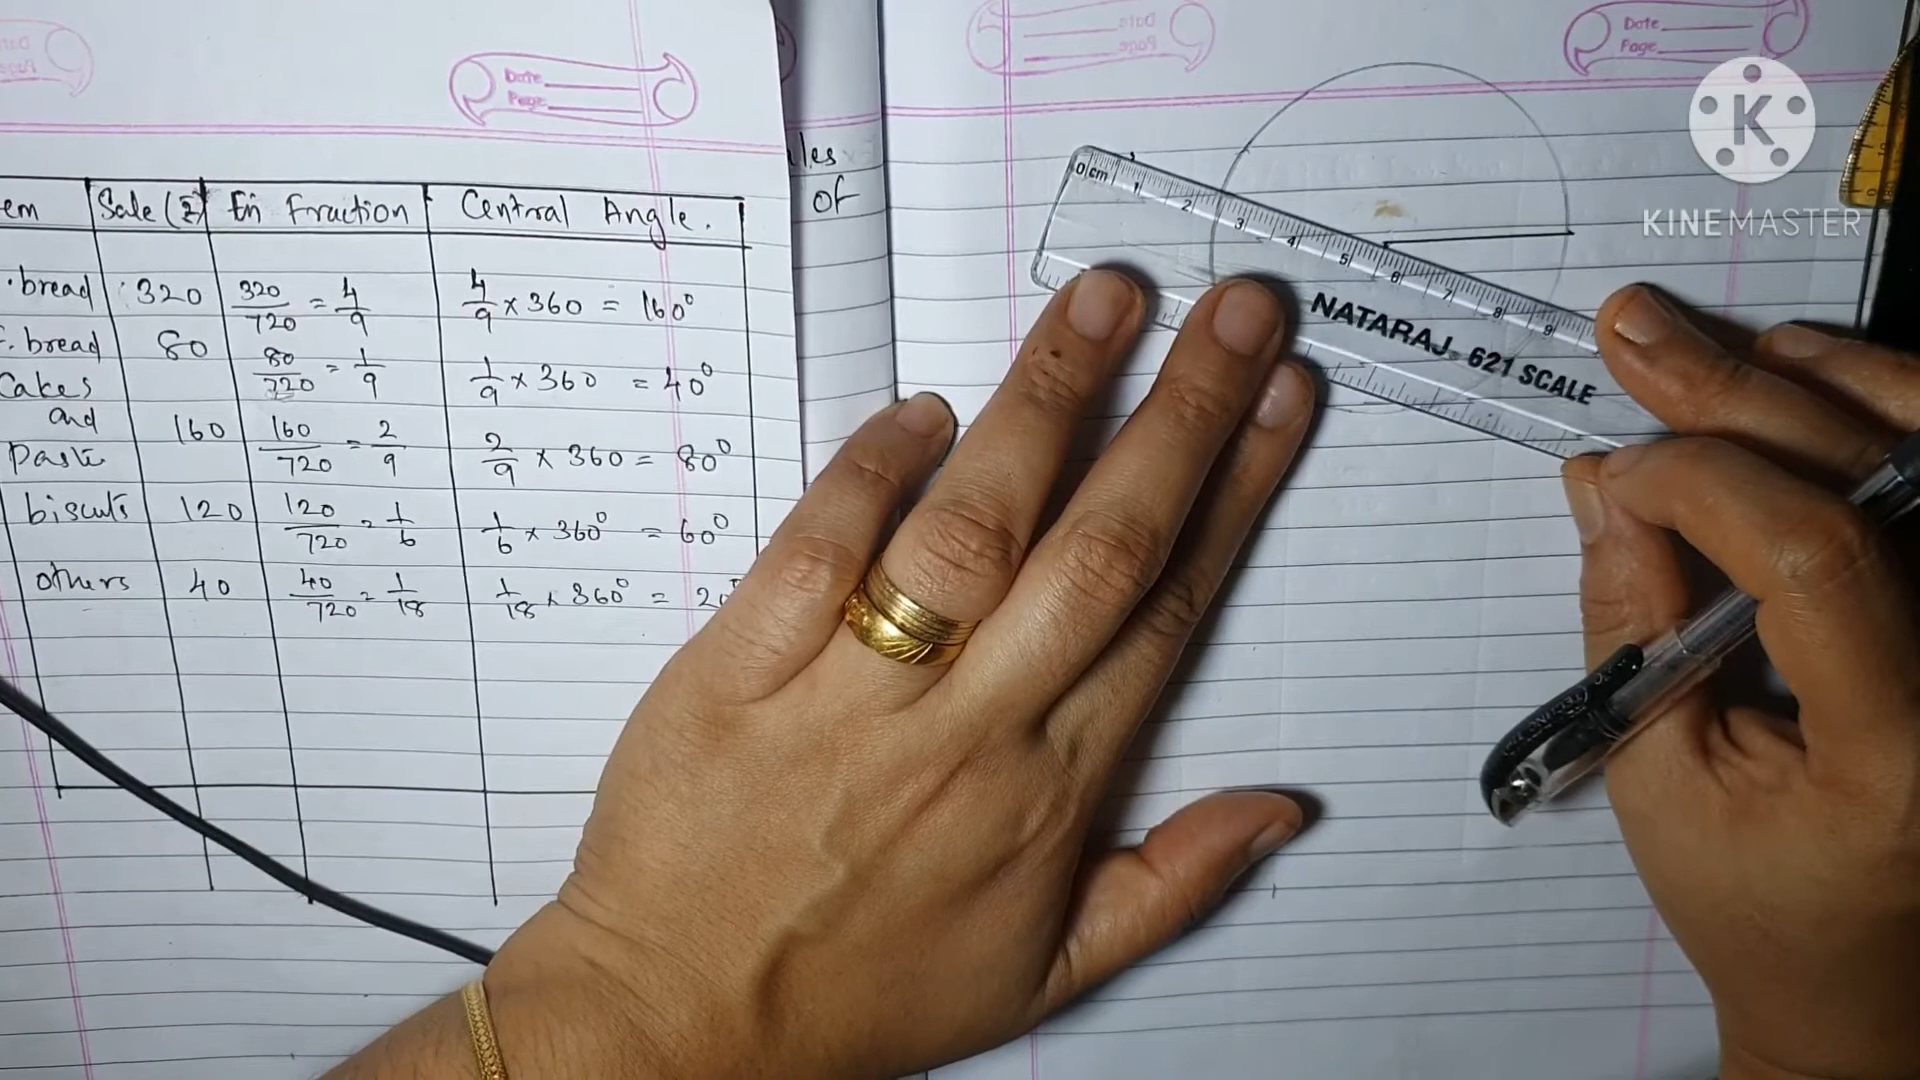 Date
Page
Date
Page
les
of
em Sale (₹) In Fraction Central Angle.
bread 320 320/720 = 4/9 4/9 × 360 = 160°
. bread 80 80/720 = 1/9 1/9 × 360 = 40°
Cakes
and 160 160/720 = 2/9 2/9 × 360 = 80°
Paste
biscuts 120 120/720 = 1/6 1/6 × 360° = 60°
others 40 40/720 = 1/18 1/18 × 360° = 20
0 cm 1 2 3 4 5 6 7 8 9
NATARAJ 621 SCALE
K
KINEMASTER